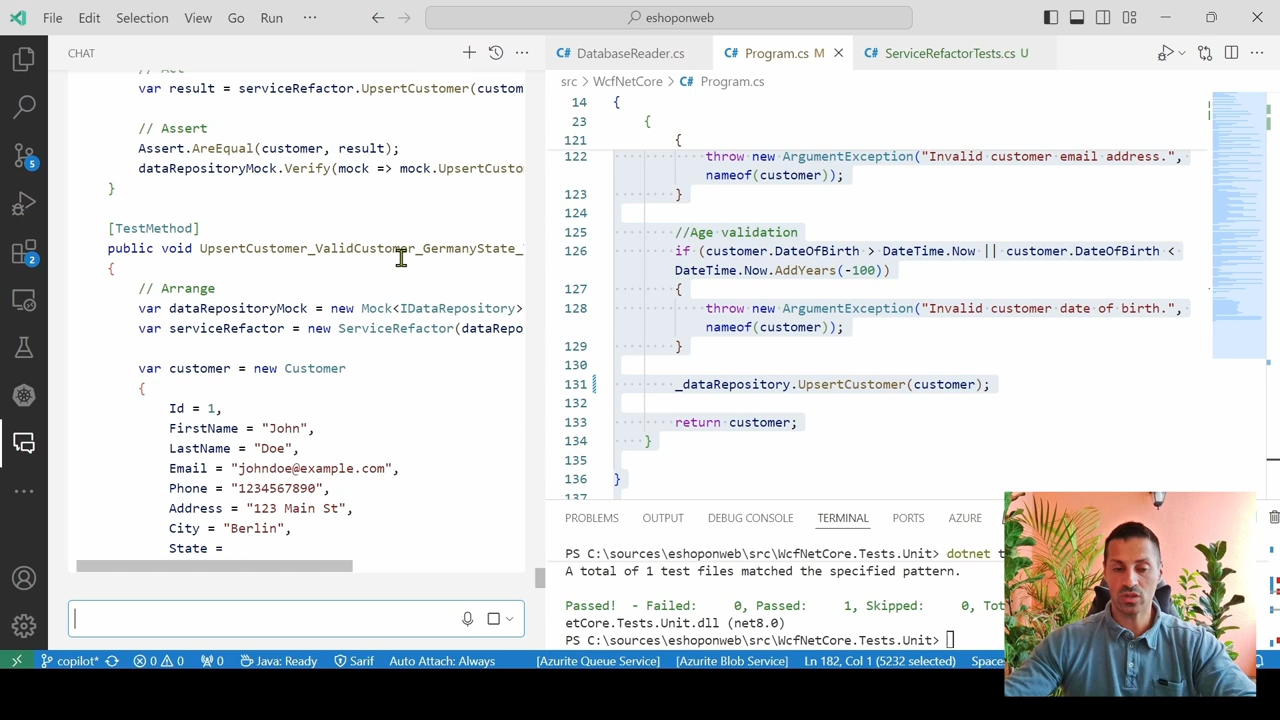 File Edit Selection View Go Run ··· eshoponweb
CHAT
// Act
var result = serviceRefactor.UpsertCustomer(custom
// Assert
Assert.AreEqual(customer, result);
dataRepositoryMock.Verify(mock => mock.UpsertCusto
}
[TestMethod]
public void UpsertCustomer_ValidCustomer_GermanyState_
{
// Arrange
var dataRepositoryMock = new Mock<IDataRepository>
var serviceRefactor = new ServiceRefactor(dataRepo
var customer = new Customer
{
Id = 1,
FirstName = "John",
LastName = "Doe",
Email = "johndoe@example.com",
Phone = "1234567890",
Address = "123 Main St",
City = "Berlin",
State =
5
2
C# DatabaseReader.cs C# Program.cs M C# ServiceRefactorTests.cs U
src > WcfNetCore > C# Program.cs
14 {
23 {
121 {
122 throw new ArgumentException("Invalid customer email address.",
nameof(customer));
123 }
124
125 //Age validation
126 if (customer.DateOfBirth > DateTime.Now || customer.DateOfBirth <
DateTime.Now.AddYears(-100))
127 {
128 throw new ArgumentException("Invalid customer date of birth.",
nameof(customer));
129 }
130
131 _dataRepository.UpsertCustomer(customer);
132
133 return customer;
134 }
135
136 }
137
PROBLEMS OUTPUT DEBUG CONSOLE TERMINAL PORTS AZURE
PS C:\sources\eshoponweb\src\WcfNetCore.Tests.Unit> dotnet t
A total of 1 test files matched the specified pattern.
Passed! - Failed: 0, Passed: 1, Skipped: 0, Tot
etCore.Tests.Unit.dll (net8.0)
PS C:\sources\eshoponweb\src\WcfNetCore.Tests.Unit>
copilot* 0 0 0 Java: Ready Sarif Auto Attach: Always [Azurite Queue Service] [Azurite Blob Service] Ln 182, Col 1 (5232 selected) Space